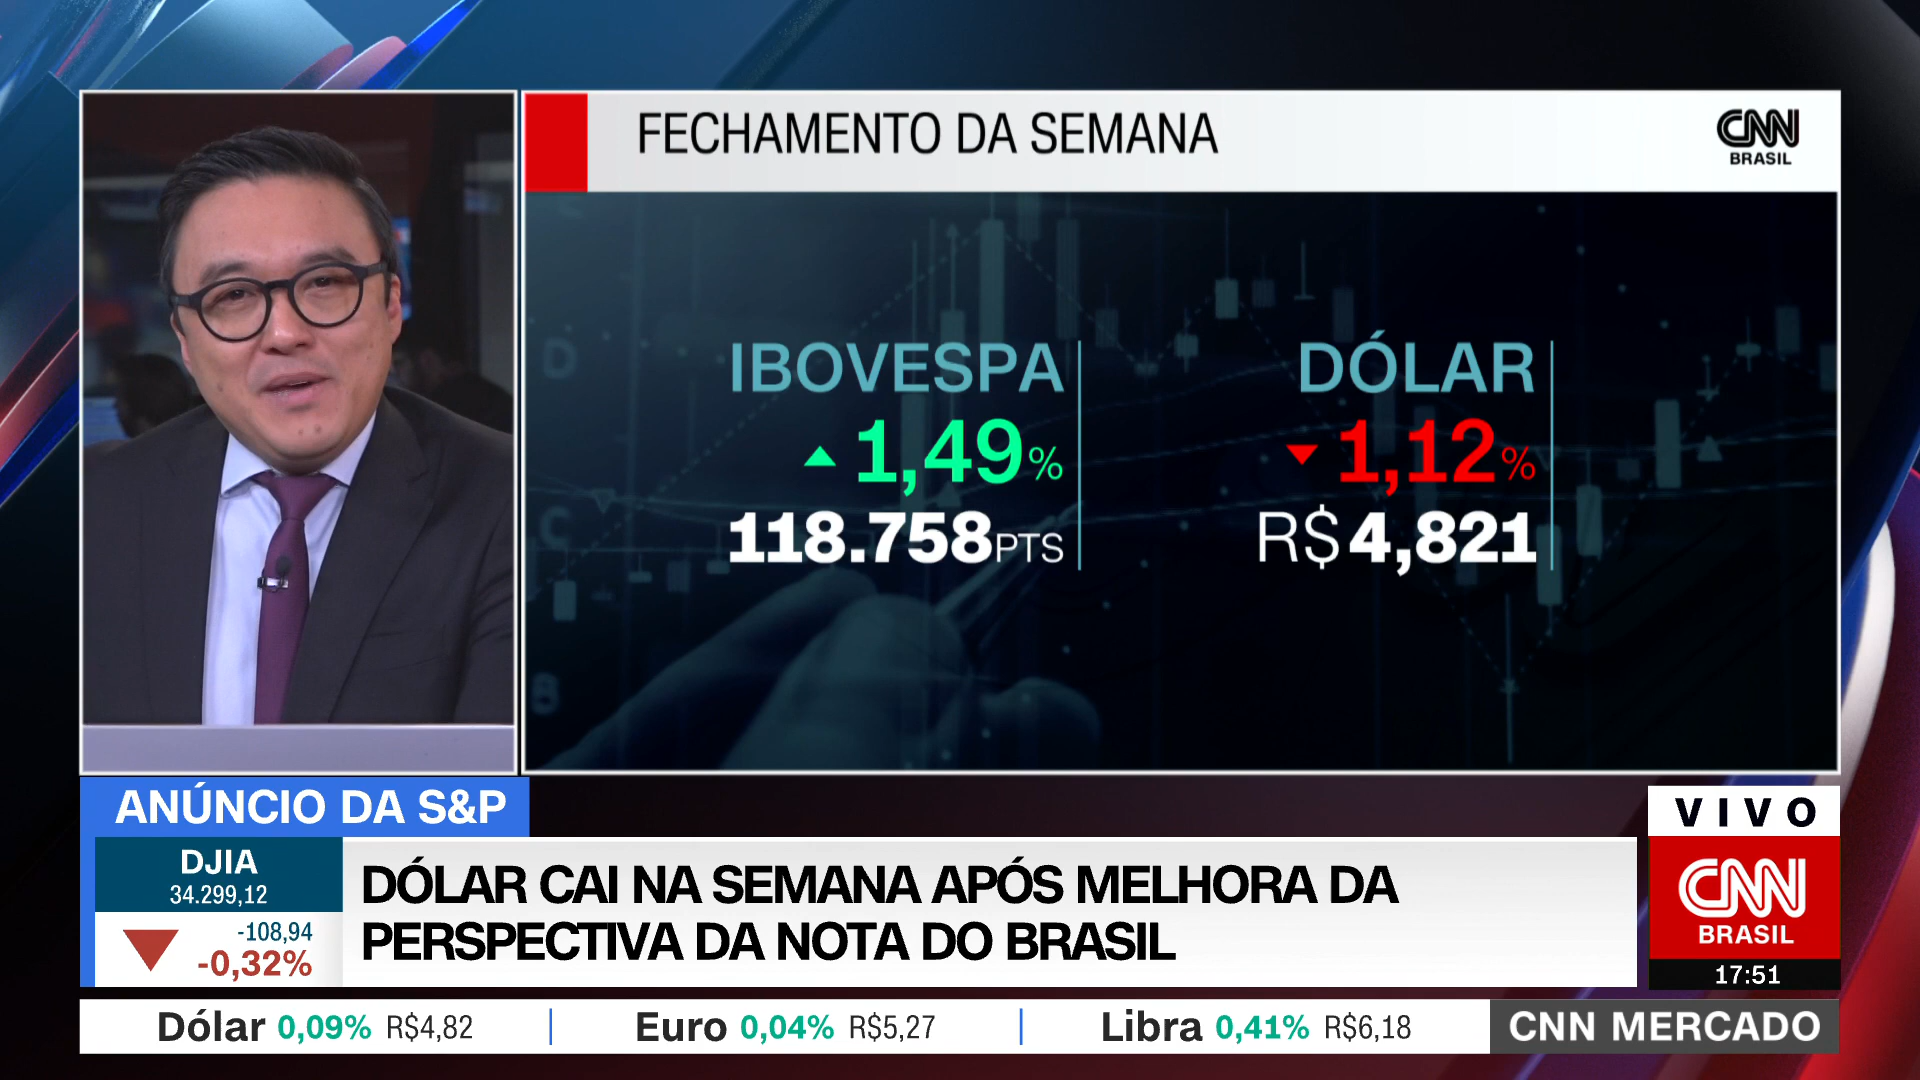 FECHAMENTO DA SEMANA
CNN
BRASIL
IBOVESPA
1,49%
118.758PTS
DÓLAR
1,12%
R$4,821
ANÚNCIO DA S&P
DJIA
34.299,12
-108,94
-0,32%
DÓLAR CAI NA SEMANA APÓS MELHORA DA
PERSPECTIVA DA NOTA DO BRASIL
VIVO
CNN
BRASIL
17:51
Dólar 0,09% R$4,82
Euro 0,04% R$5,27
Libra 0,41% R$6,18
CNN MERCADO